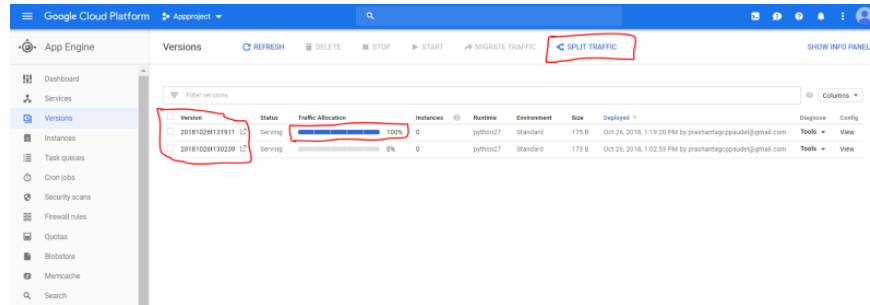 Google Cloud Platform Appproject
App Engine
Versions REFRESH DELETE STOP START MIGRATE TRAFFIC SPLIT TRAFFIC SHOW INFO PANEL
Dashboard
Services
Versions
Instances
Task queues
Cron jobs
Security scans
Firewall rules
Quotas
Blobstore
Memcache
Search
Filter versions
Columns
Version Status Traffic Allocation Instances Runtime Environment Size Deployed Diagnose Config
20181026t131911 Serving 100% 0 python27 Standard 175 B Oct 26, 2018, 1:19:20 PM by prashantagcppaudel@gmail.com Tools View
20181026t130239 Serving 0% 0 python27 Standard 175 B Oct 26, 2018, 1:02:53 PM by prashantagcppaudel@gmail.com Tools View